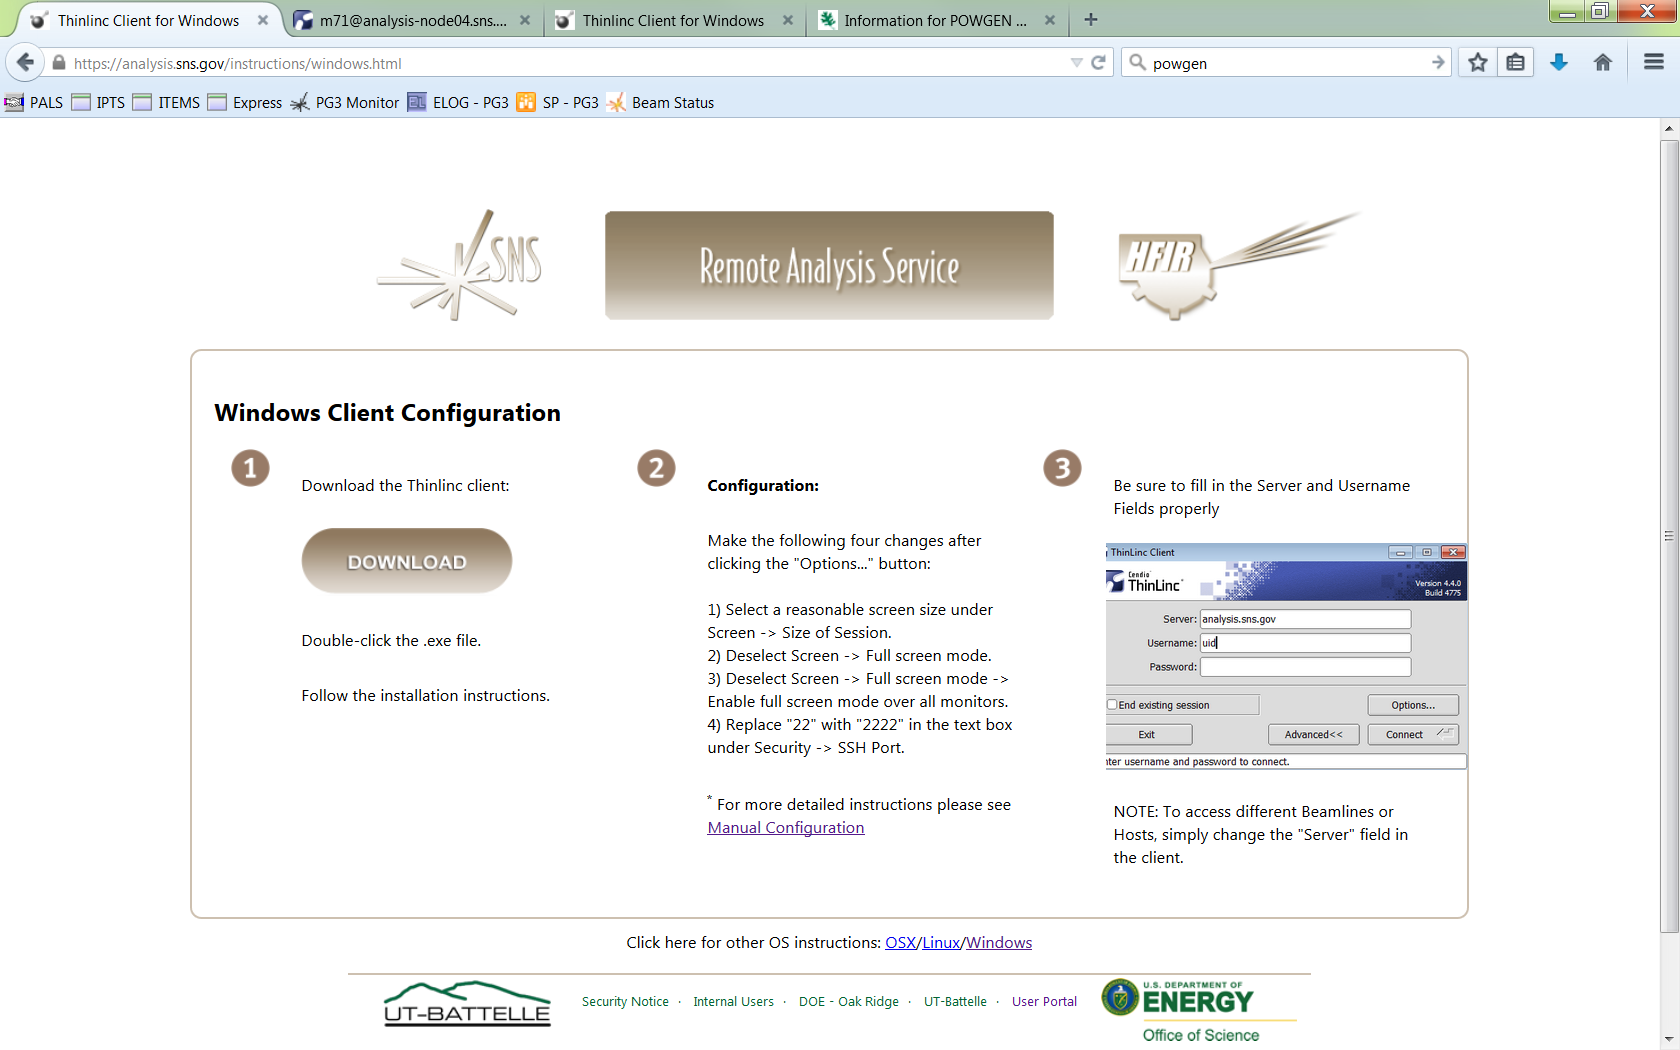 Thinlinc Client for Windows
m71@analysis-node04.sns....
Thinlinc Client for Windows
Information for POWGEN ...
https://analysis.sns.gov/instructions/windows.html
powgen
PALS
IPTS
ITEMS
Express
PG3 Monitor
EL
ELOG - PG3
SP - PG3
Beam Status
SNS
Remote Analysis Service
HFIR
Windows Client Configuration
1
Download the Thinlinc client:
DOWNLOAD
Double-click the .exe file.
Follow the installation instructions.
2
Configuration:
Make the following four changes after
clicking the "Options..." button:
1) Select a reasonable screen size under
Screen -> Size of Session.
2) Deselect Screen -> Full screen mode.
3) Deselect Screen -> Full screen mode ->
Enable full screen mode over all monitors.
4) Replace "22" with "2222" in the text box
under Security -> SSH Port.
* For more detailed instructions please see
Manual Configuration
3
Be sure to fill in the Server and Username
Fields properly
ThinLinc Client
Cendio
ThinLinc
Version 4.4.0
Build 4775
Server: analysis.sns.gov
Username: uid
Password:
End existing session
Options...
Exit
Advanced<<
Connect
nter username and password to connect.
NOTE: To access different Beamlines or
Hosts, simply change the "Server" field in
the client.
Click here for other OS instructions: OSX/Linux/Windows
UT-BATTELLE
Security Notice · Internal Users · DOE - Oak Ridge · UT-Battelle · User Portal
U.S. DEPARTMENT OF
ENERGY
Office of Science